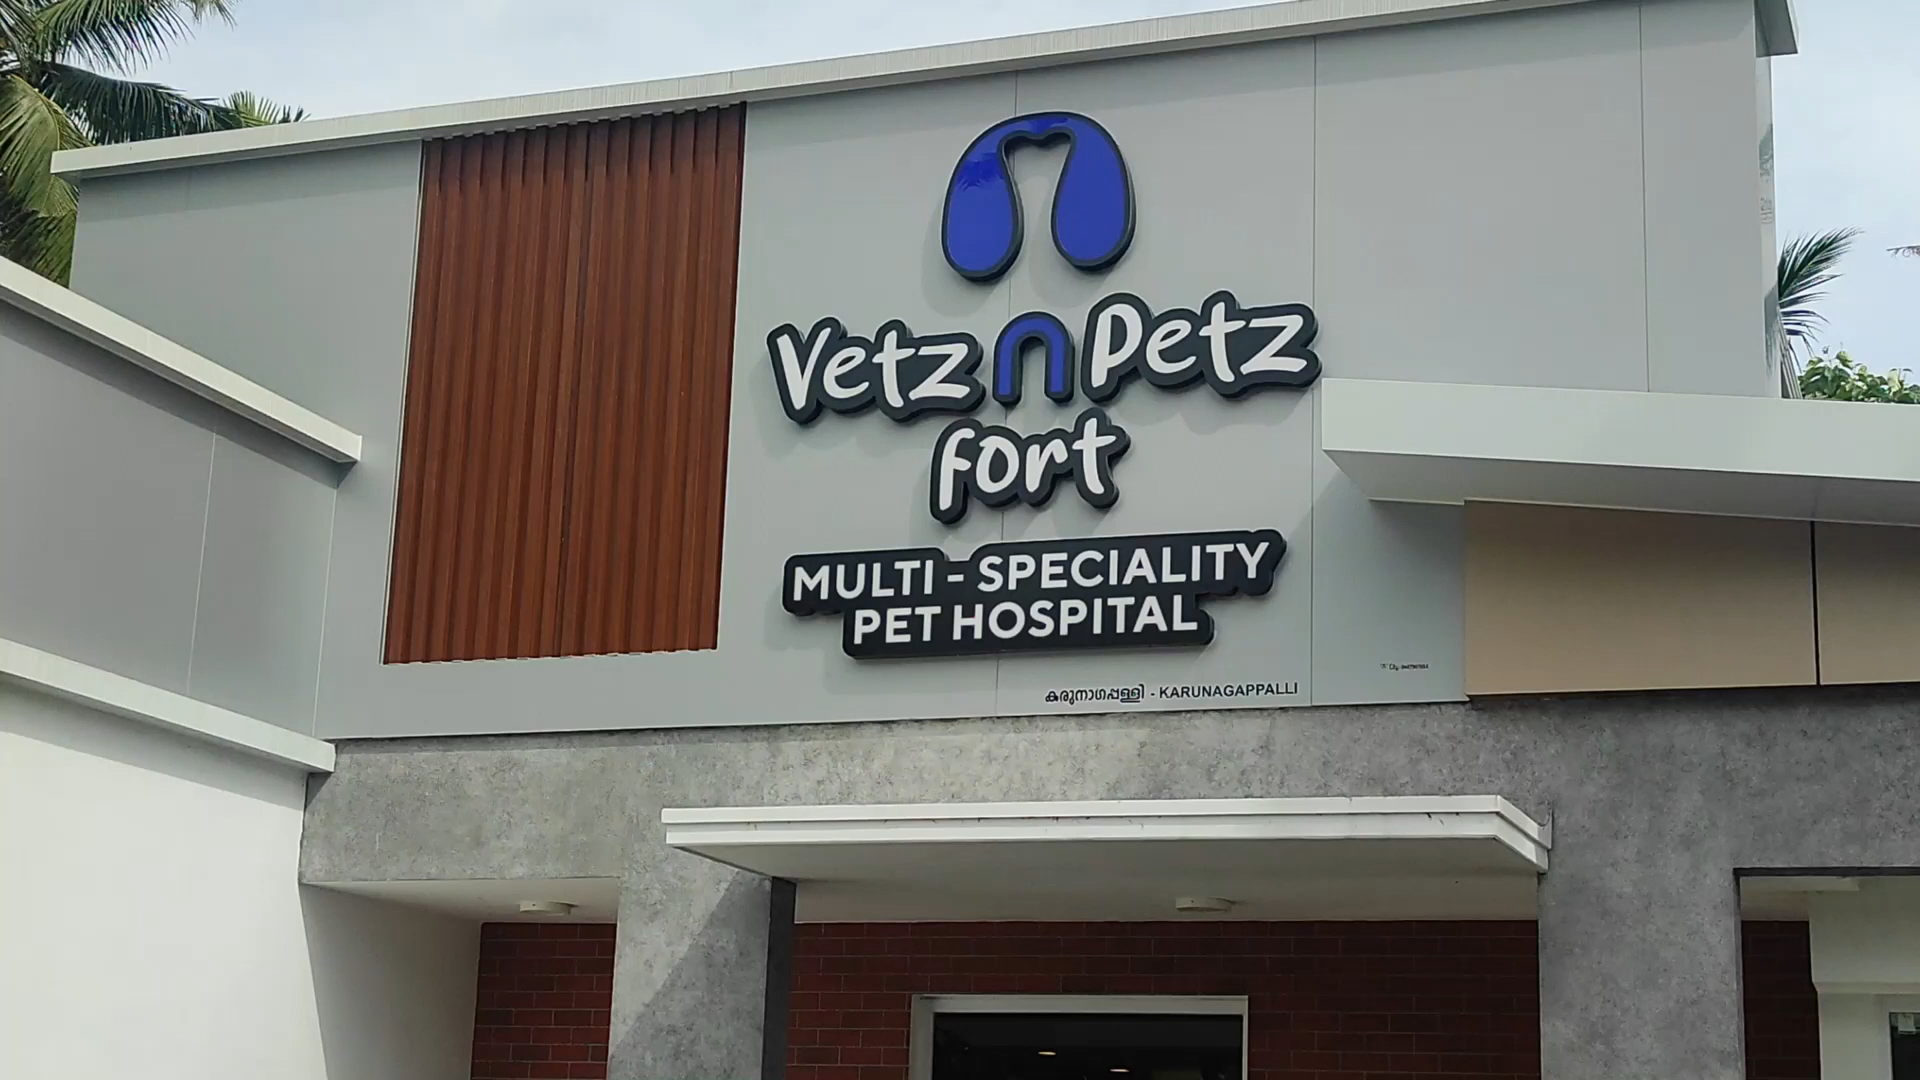 Vetz n Petz
fort
MULTI - SPECIALITY
PET HOSPITAL
കരുനാഗപ്പള്ളി - KARUNAGAPPALLI